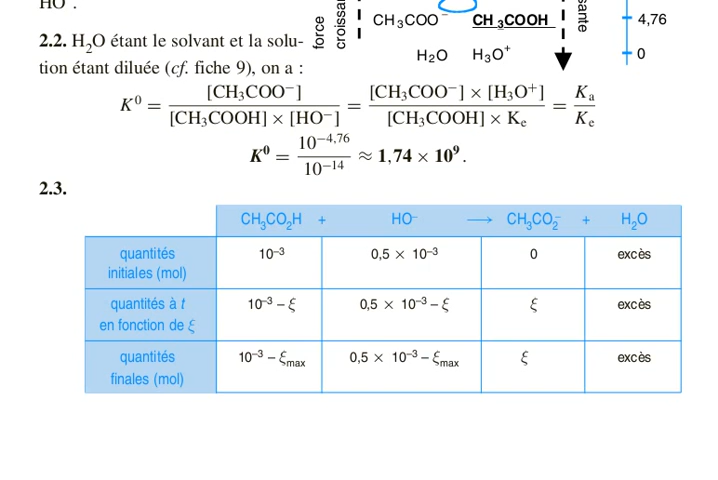 HO⁻.
2.2. H₂O étant le solvant et la solu-
tion étant diluée (cf. fiche 9), on a :
force
croissa
CH₃COO⁻ CH₃COOH
H₂O H₃O⁺
sante
4,76
0
K⁰ = [CH₃COO⁻] / [CH₃COOH] × [HO⁻] = [CH₃COO⁻] × [H₃O⁺] / [CH₃COOH] × Kₑ = Kₐ / Kₑ
K⁰ = 10⁻⁴,⁷⁶ / 10⁻¹⁴ ≈ 1,74 × 10⁹.
2.3.
CH₃CO₂H + HO⁻ → CH₃CO₂⁻ + H₂O
quantités initiales (mol) 10⁻³ 0,5 × 10⁻³ 0 excès
quantités à t en fonction de ξ 10⁻³ – ξ 0,5 × 10⁻³ – ξ ξ excès
quantités finales (mol) 10⁻³ – ξmax 0,5 × 10⁻³ – ξmax ξ excès